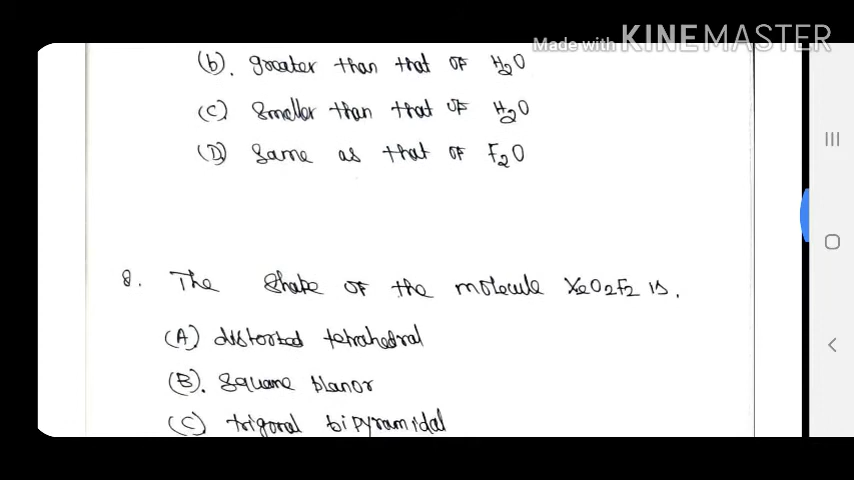 Made with KINEMASTER
(b). greater than that OF H₂O
(C) Smaller than that OF H₂O
(D) Same as that OF F₂O
8. The Shape OF the molecule XeO₂F₂ is.
(A) distorted tetrahedral
(B). Square planar
(C) trigonal bipyramidal